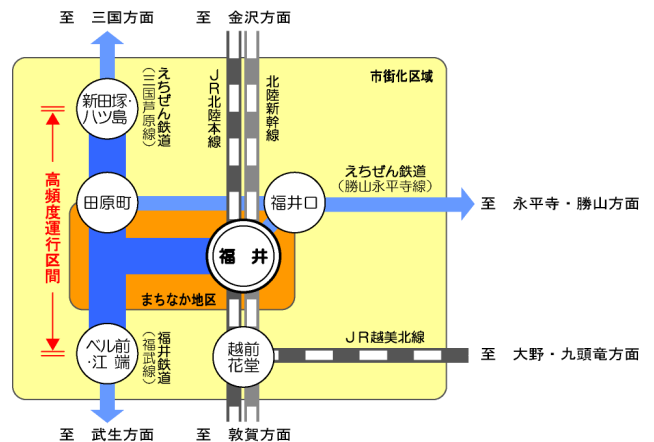 至　三国方面
至　金沢方面
市街化区域
えちぜん鉄道
（三国芦原線）
ＪＲ北陸本線
北陸新幹線
新田塚・
八ツ島
えちぜん鉄道
（勝山永平寺線）
高頻度運行区間
田原町
福井口
至　永平寺・勝山方面
福　井
まちなか地区
ベル前
・江　端
福井鉄道
（福武線）
越前
花堂
ＪＲ越美北線
至　大野・九頭竜方面
至　武生方面
至　敦賀方面